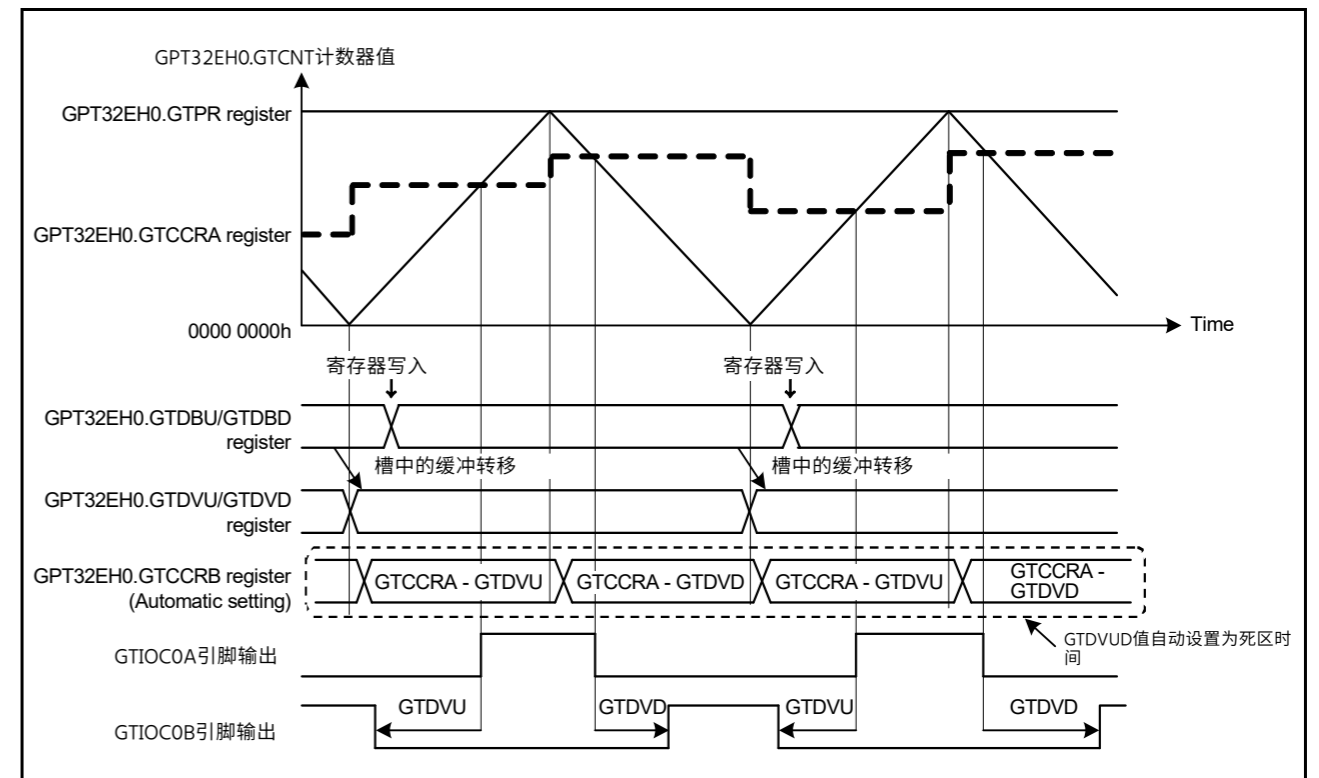 GPT32EH0.GTCNT计数器值
GPT32EH0.GTPR register
GPT32EH0.GTCCRA register
0000 0000h
Time
寄存器写入
寄存器写入
GPT32EH0.GTDBU/GTDBD
register
槽中的缓冲转移
槽中的缓冲转移
GPT32EH0.GTDVU/GTDVD
register
GPT32EH0.GTCCRB register
(Automatic setting)
GTCCRA - GTDVU
GTCCRA - GTDVD
GTCCRA - GTDVU
GTCCRA -
GTDVD
GTDVUD值自动设置为死区时
间
GTIOC0A引脚输出
GTDVU
GTDVD
GTDVU
GTDVD
GTIOC0B引脚输出